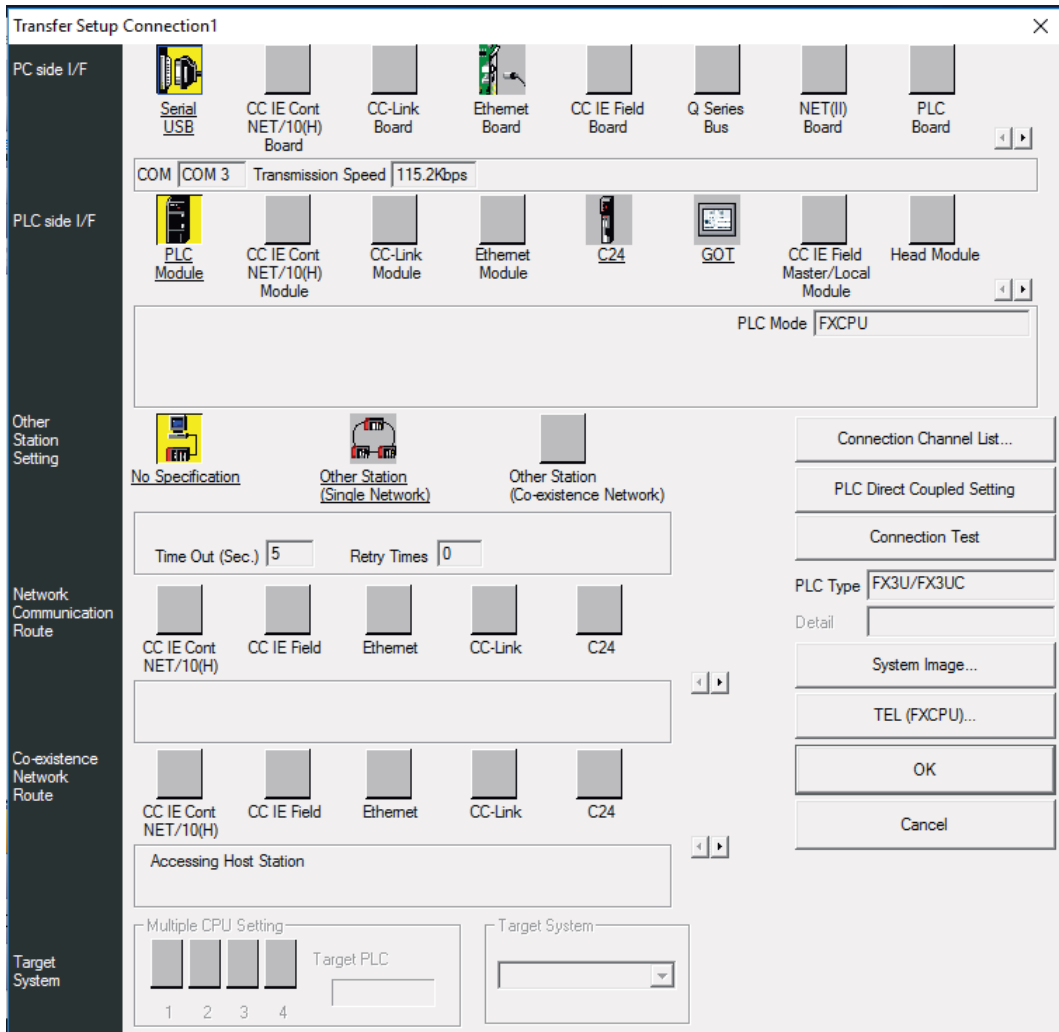 Transfer Setup Connection1
PC side I/F
Serial
USB
CC IE Cont
NET/10(H)
Board
CC-Link
Board
Ethernet
Board
CC IE Field
Board
Q Series
Bus
NET(II)
Board
PLC
Board
COM COM 3 Transmission Speed 115.2Kbps
PLC side I/F
PLC
Module
CC IE Cont
NET/10(H)
Module
CC-Link
Module
Ethernet
Module
C24
GOT
CC IE Field
Master/Local
Module
Head Module
PLC Mode FXCPU
Other
Station
Setting
No Specification
Other Station
(Single Network)
Other Station
(Co-existence Network)
Time Out (Sec.) 5 Retry Times 0
Connection Channel List...
PLC Direct Coupled Setting
Connection Test
PLC Type FX3U/FX3UC
Detail
System Image...
TEL (FXCPU)...
OK
Cancel
Network
Communication
Route
CC IE Cont
NET/10(H)
CC IE Field
Ethernet
CC-Link
C24
Co-existence
Network
Route
CC IE Cont
NET/10(H)
CC IE Field
Ethernet
CC-Link
C24
Accessing Host Station
Target
System
Multiple CPU Setting
1 2 3 4
Target PLC
Target System